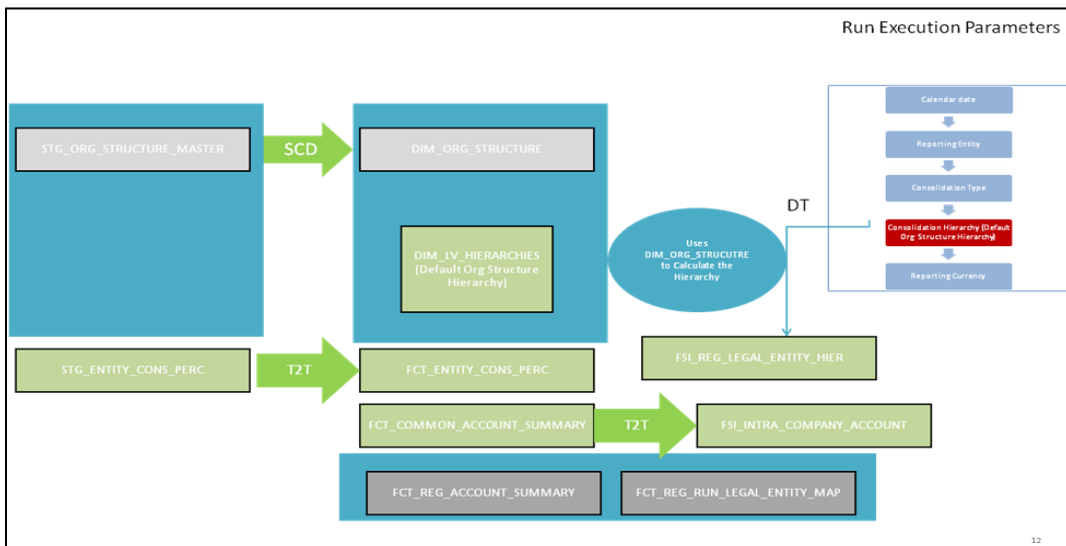 Run Execution Parameters
Calendar date
Reporting Entity
Consolidation Type
Consolidation Hierarchy (Default
Org Structure Hierarchy)
Reporting Currency
STG_ORG_STRUCTURE_MASTER
SCD
DIM_ORG_STRUCTURE
DT
DIM_LV_HIERARCHIES
(Default Org Structure
Hierarchy)
Uses
DIM_ORG_STRUCUTRE
to Calculate the
Hierarchy
STG_ENTITY_CONS_PERC
T2T
FCT_ENTITY_CONS_PERC
FSI_REG_LEGAL_ENTITY_HIER
FCT_COMMON_ACCOUNT_SUMMARY
T2T
FSI_INTRA_COMPANY_ACCOUNT
FCT_REG_ACCOUNT_SUMMARY
FCT_REG_RUN_LEGAL_ENTITY_MAP
12